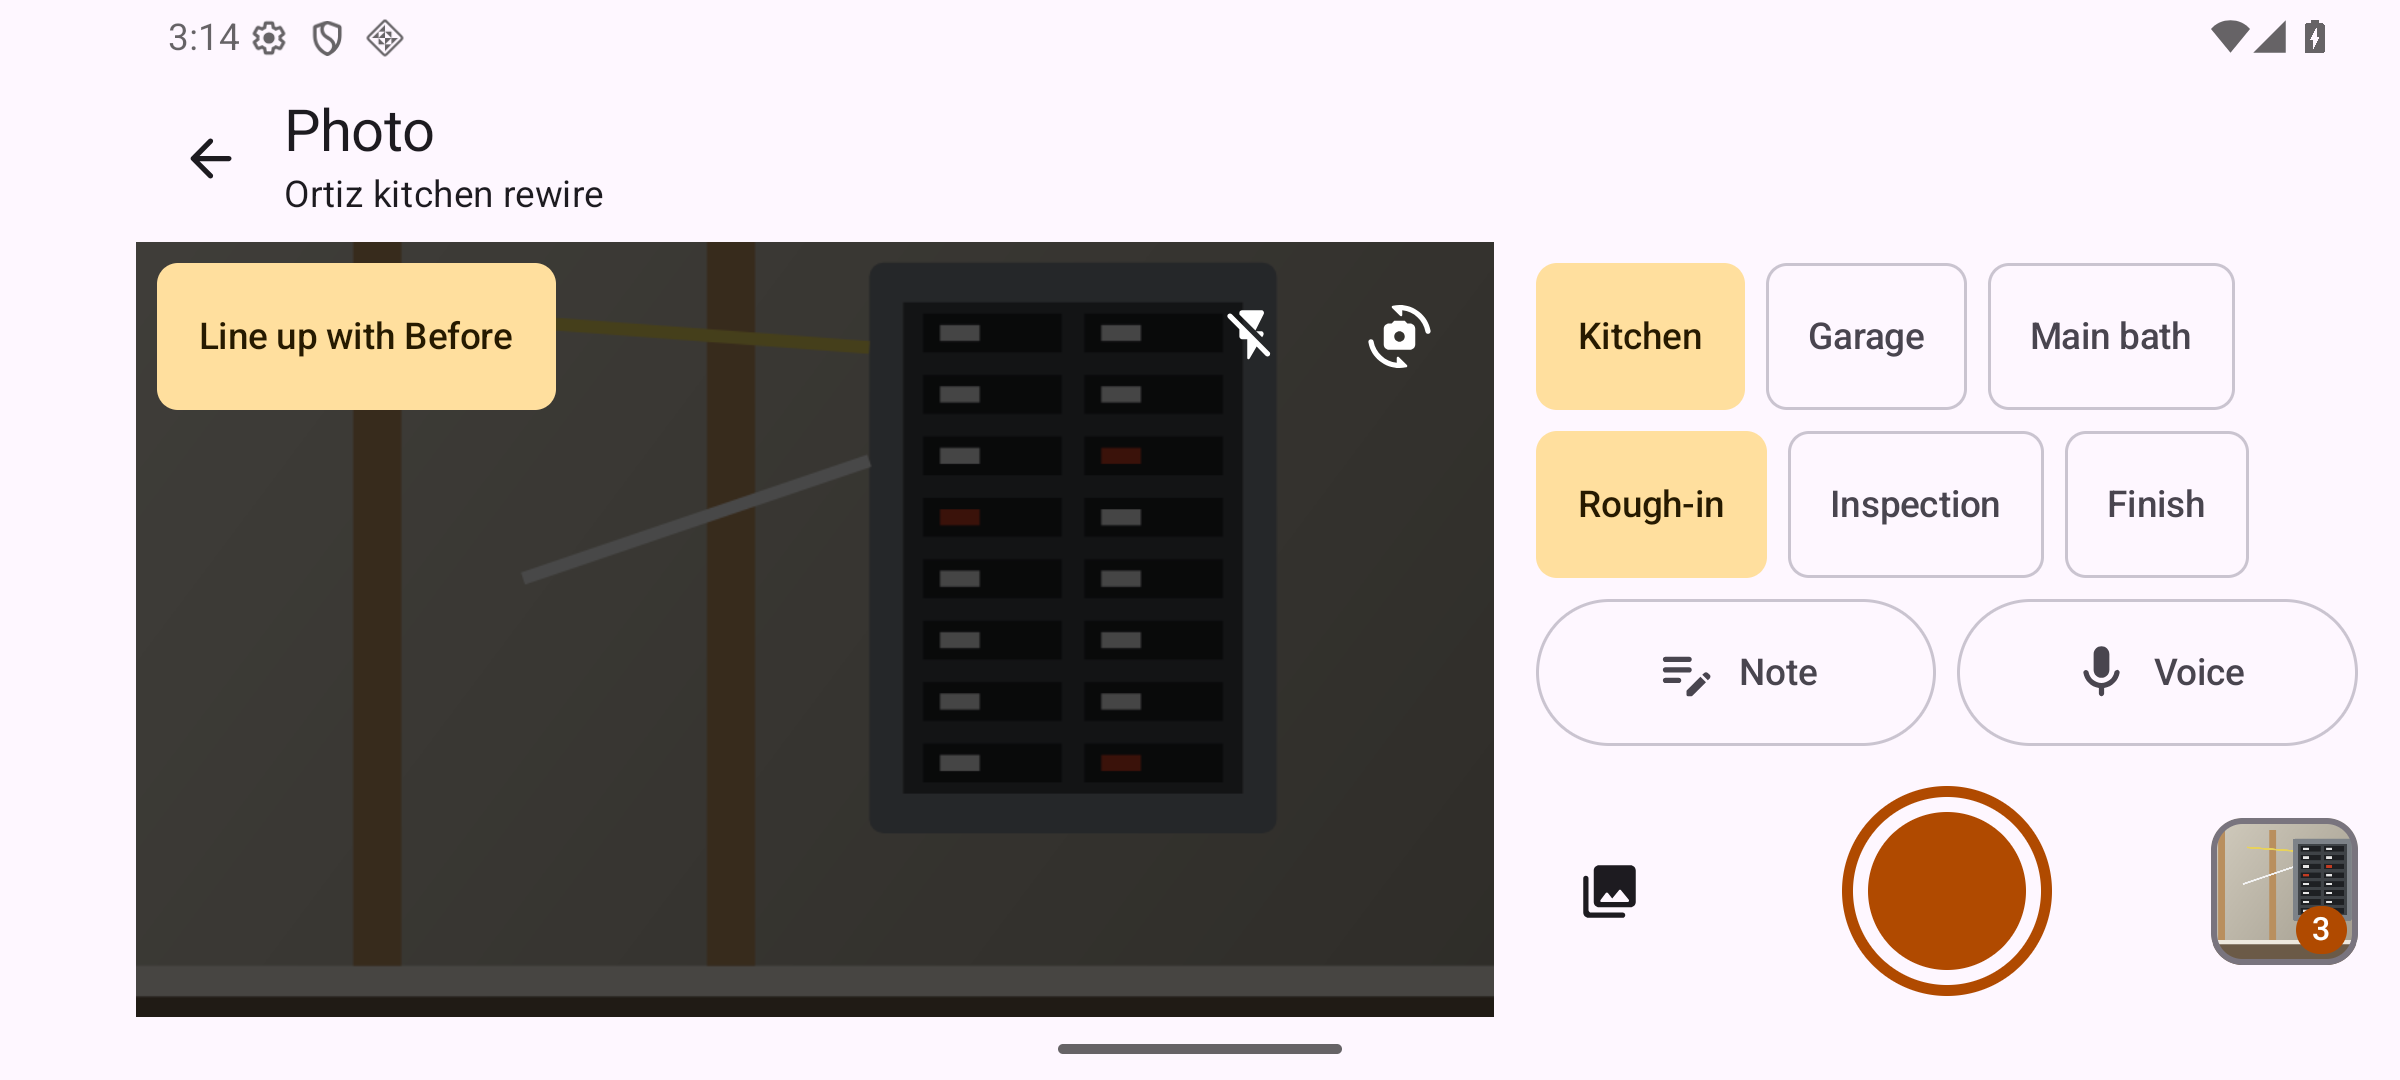 3:14
Photo
Ortiz kitchen rewire
Line up with Before
Kitchen
Garage
Main bath
Rough-in
Inspection
Finish
Note
Voice
3